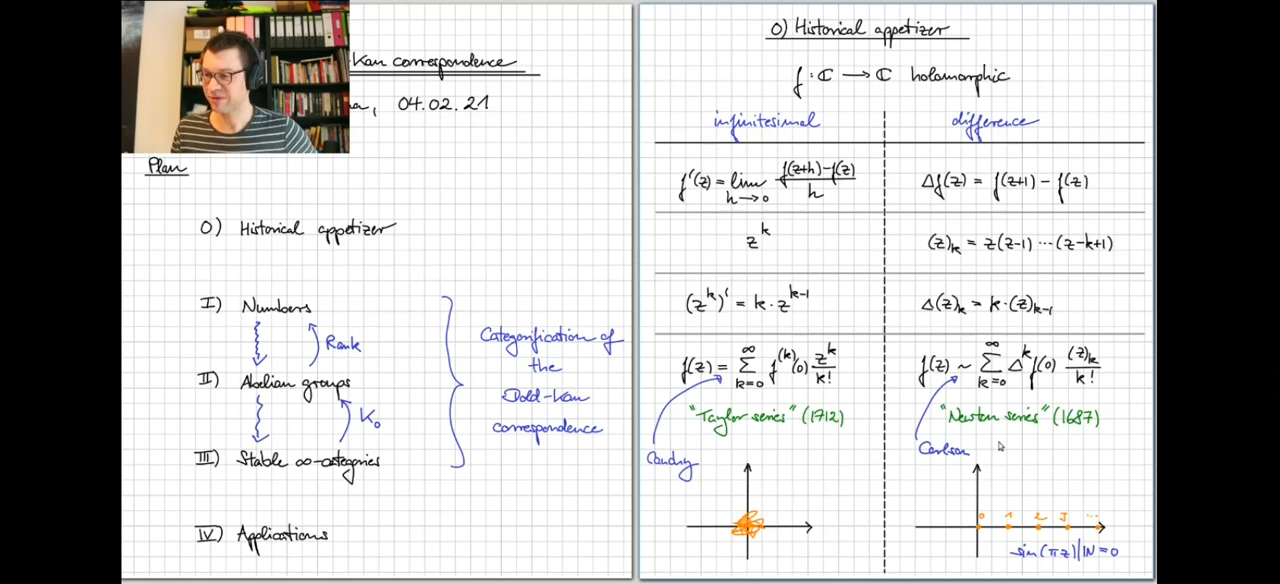 Kan correspondence
04.02.21
Plan
0) Historical appetizer
I) Numbers
Rank
II) Abelian groups
K₀
III) Stable ∞-categories
IV) Applications
Categorification of
the
Dold-Kan
correspondence
0) Historical appetizer
f : ℂ → ℂ holomorphic
infinitesimal difference
f'(z) = lim_{h→0} (f(z+h)-f(z))/h Δf(z) = f(z+1) - f(z)
z^k (z)_k = z(z-1) ⋯ (z-k+1)
(z^k)' = k · z^{k-1} Δ(z)_k = k · (z)_{k-1}
f(z) = ∑_{k=0}^∞ f^{(k)}(0) z^k/k! f(z) ~ ∑_{k=0}^∞ Δ^k f(0) (z)_k/k!
"Taylor series" (1712) "Newton series" (1687)
Cauchy Carlson
0 1 2 3 ...
sin(πz)|ℕ = 0